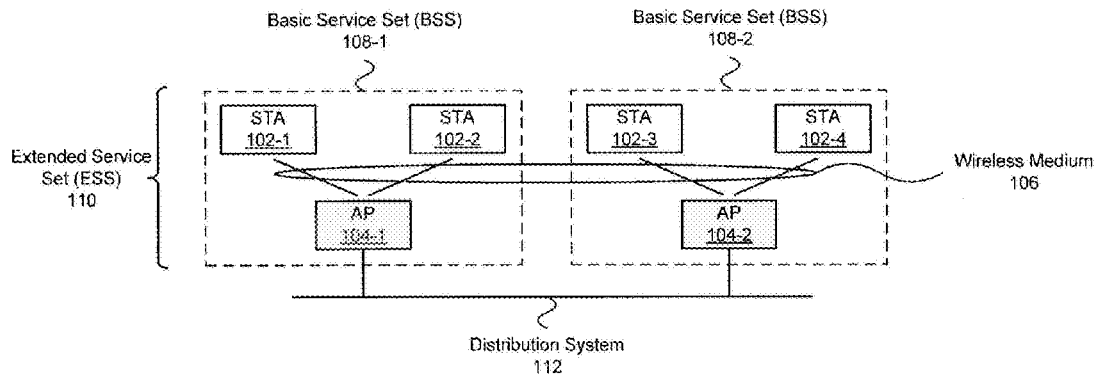 Basic Service Set (BSS)
108-1
Basic Service Set (BSS)
108-2
STA
102-1
STA
102-2
STA
102-3
STA
102-4
Extended Service
Set (ESS)
110
Wireless Medium
106
AP
104-1
AP
104-2
Distribution System
112